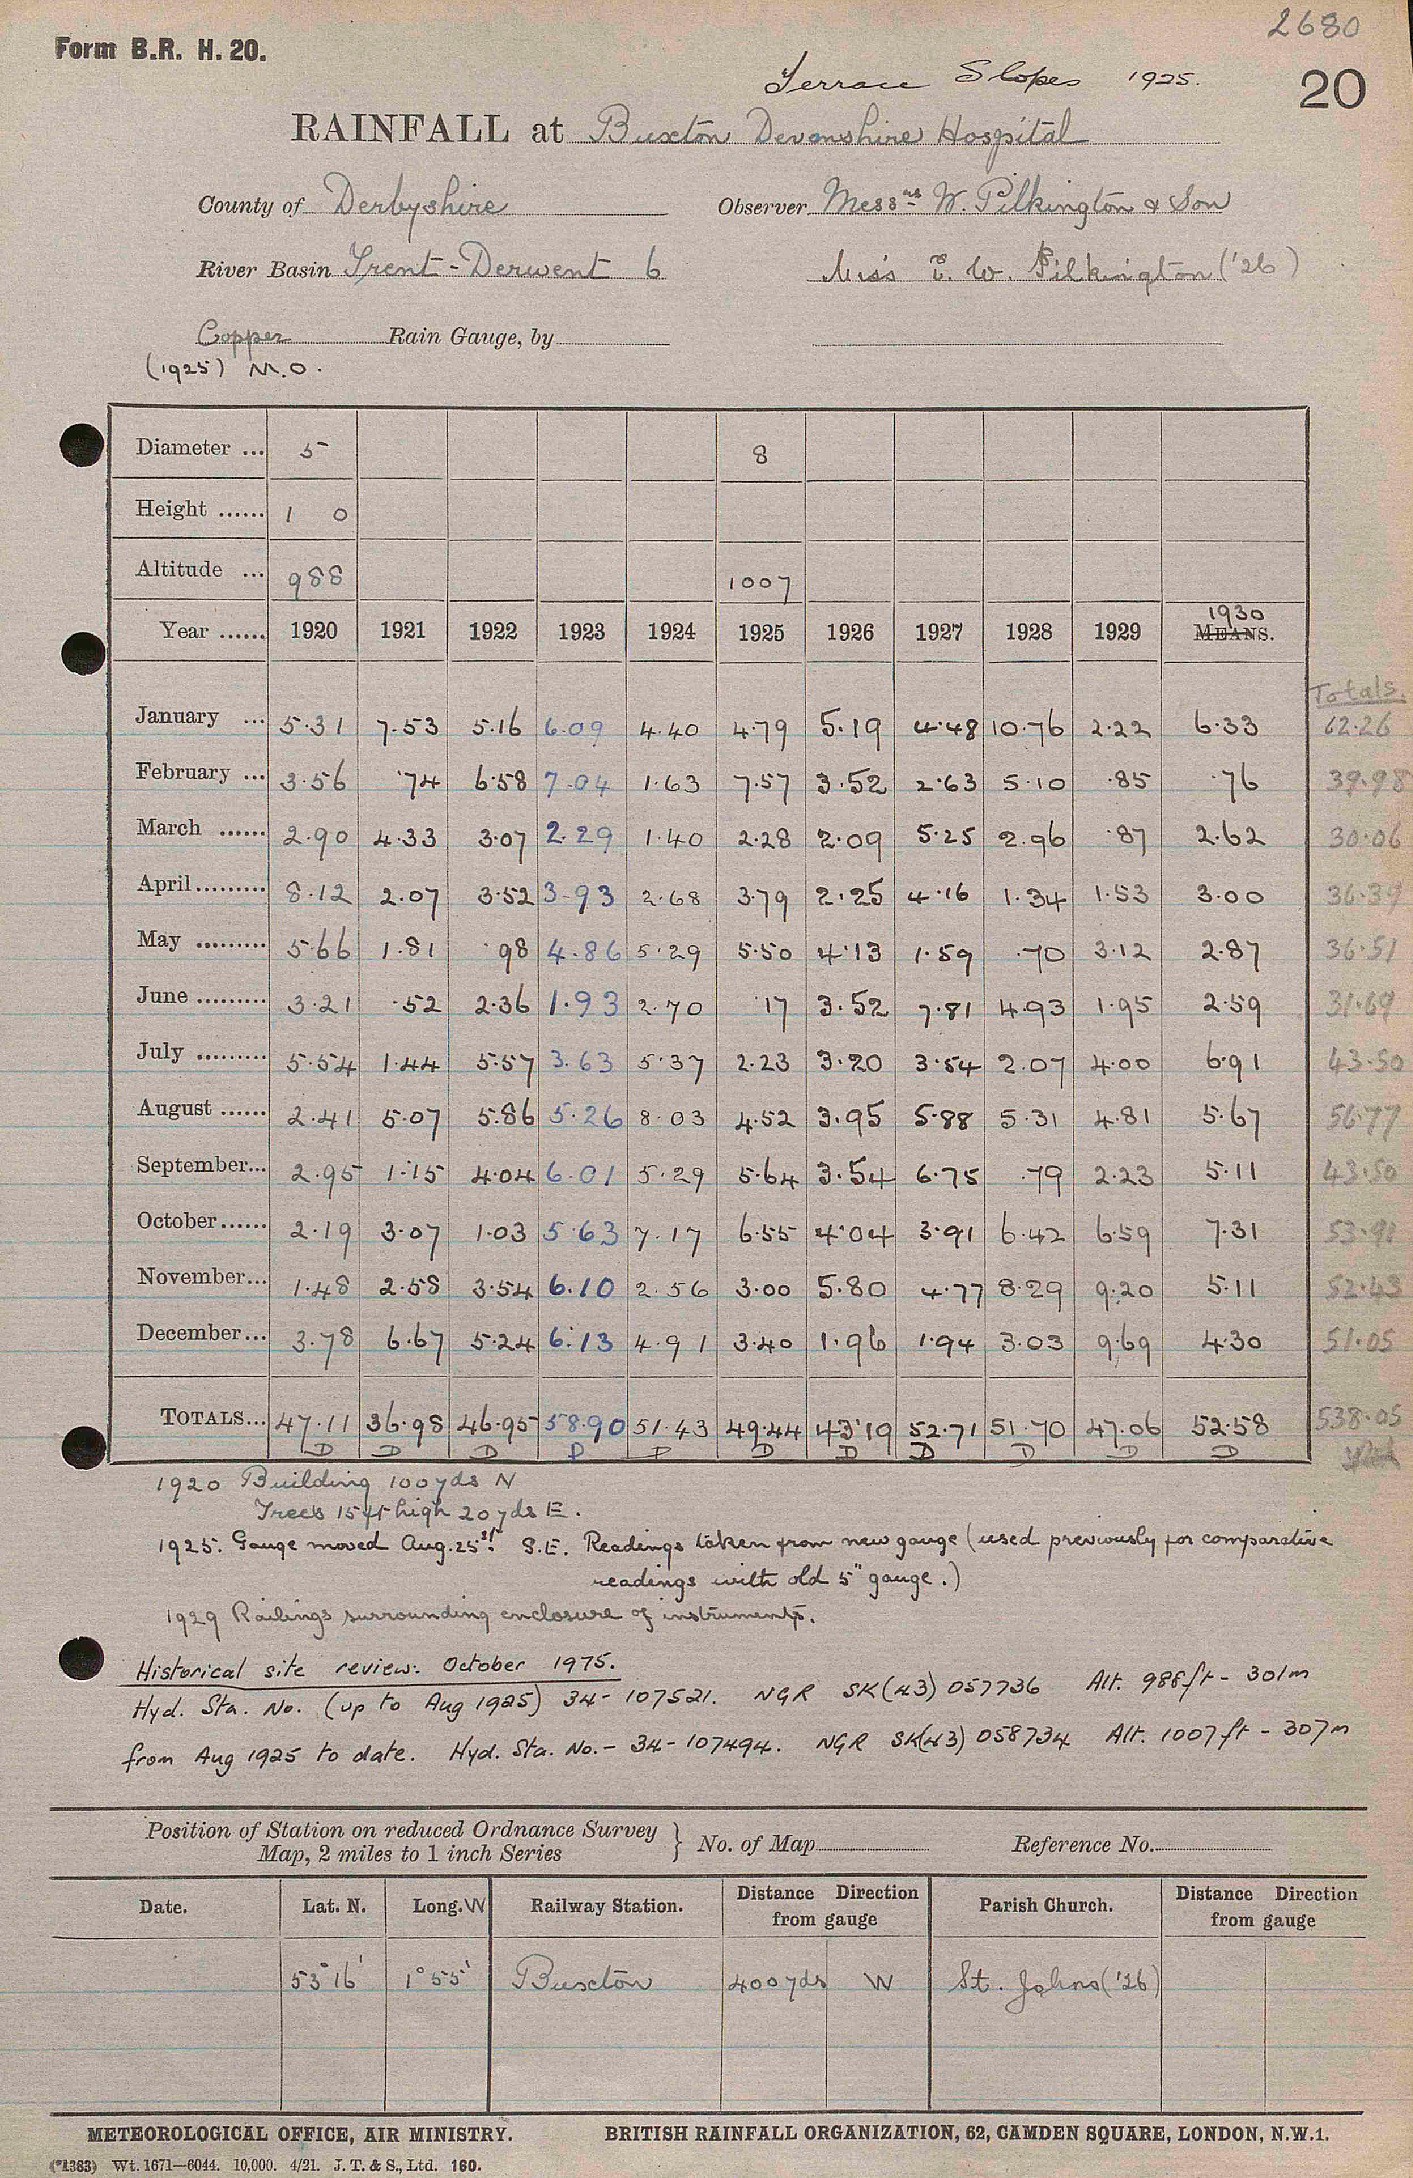 2680
Form B.R. H. 20.
Terrace Slopes 1925.
20
RAINFALL at Buxton Devonshire Hospital
County of Derbyshire Observer Messrs W. Pilkington & Son
River Basin Trent - Derwent 6 Miss E. W. Pilkington ('26)
Copper Rain Gauge, by
(1925) M.O.
Diameter ... 5 8
Height ...... 1 0
Altitude ... 988 1007
1930
Year ...... 1920 1921 1922 1923 1924 1925 1926 1927 1928 1929 MEANS.
Totals.
January ... 5.31 7.53 5.16 6.09 4.40 4.79 5.19 4.48 10.76 2.22 6.33 62.26
February ... 3.56 .74 6.58 7.04 1.63 7.57 3.52 2.63 5.10 .85 .76 39.98
March ...... 2.90 4.33 3.07 2.29 1.40 2.28 2.09 5.25 2.96 .87 2.62 30.06
April ......... 8.12 2.07 3.52 3.93 2.68 3.79 2.25 4.16 1.34 1.53 3.00 36.39
May ......... 5.66 1.81 .98 4.86 5.29 5.50 4.13 1.59 .70 3.12 2.87 36.51
June ......... 3.21 .52 2.36 1.93 2.70 .17 3.52 7.81 4.93 1.95 2.59 31.69
July ......... 5.54 1.44 5.57 3.63 5.37 2.23 3.20 3.54 2.07 4.00 6.91 43.50
August ...... 2.41 5.07 5.86 5.26 8.03 4.52 3.95 5.88 5.31 4.81 5.67 56.77
September... 2.95 1.15 4.04 6.01 5.29 5.64 3.54 6.75 .79 2.23 5.11 43.50
October ...... 2.19 3.07 1.03 5.63 7.17 6.55 4.04 3.91 6.42 6.59 7.31 53.91
November... 1.48 2.58 3.54 6.10 2.56 3.00 5.80 4.77 8.29 9.20 5.11 52.43
December... 3.78 6.67 5.24 6.13 4.91 3.40 1.96 1.94 3.03 9.69 4.30 51.05
TOTALS... 47.11 36.98 46.95 58.90 51.43 49.44 43.19 52.71 51.70 47.06 52.58 538.05
D D D D D D D D D D D
1920 Building 100 yds N
Trees 15 ft high 20 yds E.
1925. Gauge moved Aug. 25th. S.E. Readings taken from new gauge (used previously for comparative
readings with old 5" gauge.)
1929 Railings surrounding enclosure of instruments.
Historical site review: October 1975.
Hyd. Sta. No. (up to Aug 1925) 34-107521. NGR SK(43) 057736 Alt. 988ft - 301m
from Aug 1925 to date. Hyd. Sta. No. - 34-107494. NGR SK(43) 058734 Alt. 1007ft - 307m
Position of Station on reduced Ordnance Survey
Map, 2 miles to 1 inch Series } No. of Map Reference No.
Date. Lat. N. Long. W Railway Station. Distance Direction from gauge Parish Church. Distance Direction from gauge
53°16' 1°55' Buxton 400 yds W St. Johns ('26)
METEOROLOGICAL OFFICE, AIR MINISTRY. BRITISH RAINFALL ORGANIZATION, 62, CAMDEN SQUARE, LONDON, N.W.1.
(*1383) Wt. 1671—6044. 10,000. 4/21. J. T. & S., Ltd. 160.